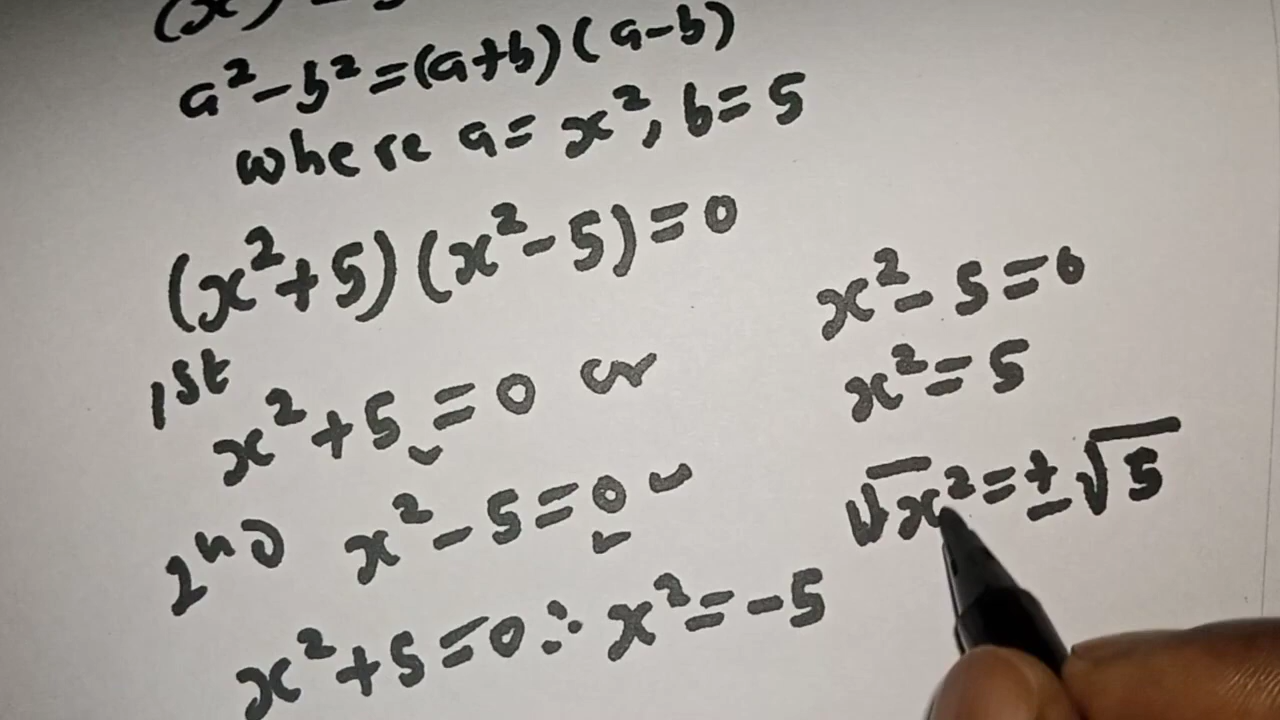 a²-b²=(a+b)(a-b)
where a= x², b=5
(x²+5)(x²-5)=0
1st
x²+5=0 or
2nd x²-5=0
x²+5=0∴x²=-5
x²-5=0
x²=5
√x²=±√5